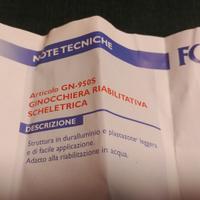 NOTE TECNICHE
FO
Articolo GN-950S
GINOCCHIERA RIABILITATIVA
SCHELETRICA
DESCRIZIONE
Struttura in duralluminio e plastazote leggera
e di facile applicazione.
Adatto alla riabilitazione in acqua.